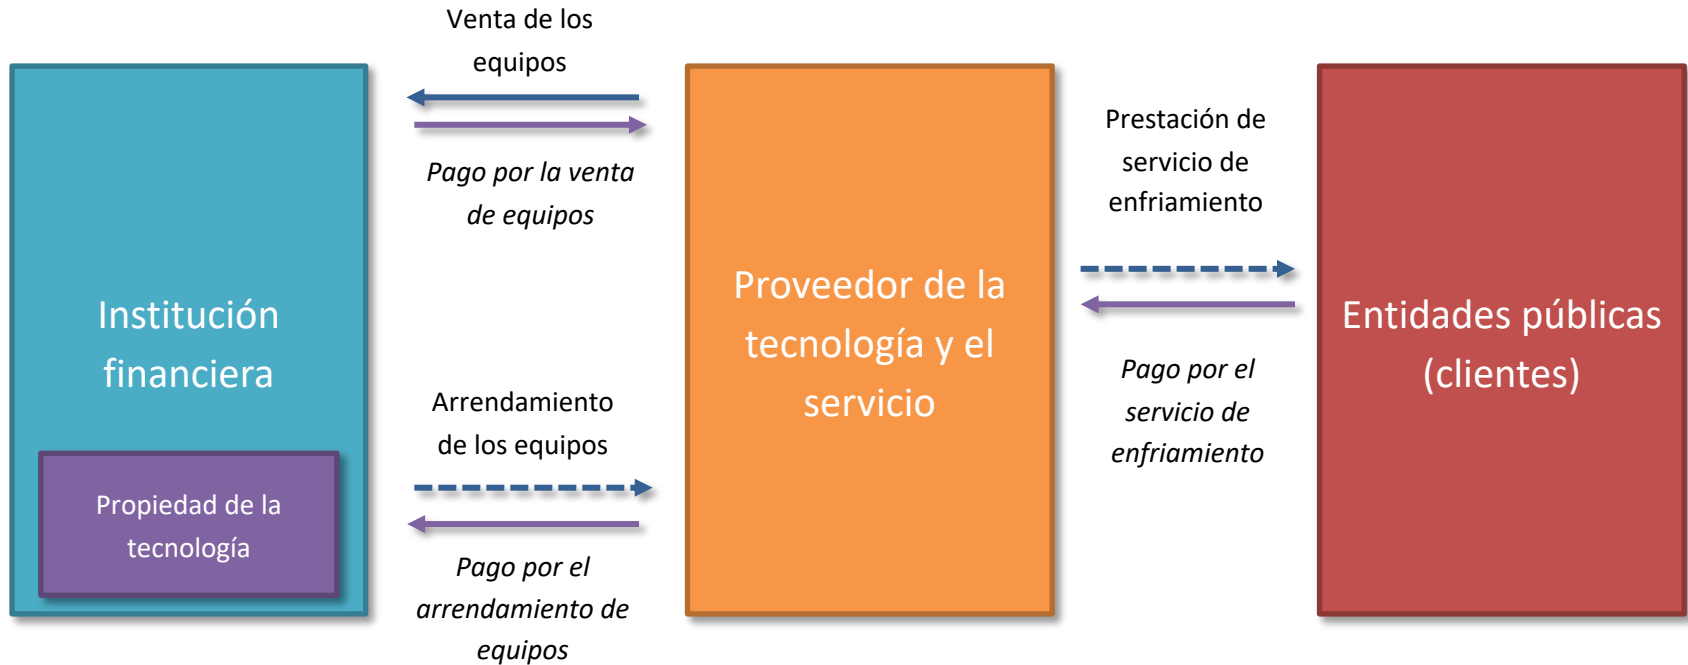 Venta de los
equipos
Pago por la venta
de equipos
Institución
financiera
Propiedad de la
tecnología
Arrendamiento
de los equipos
Pago por el
arrendamiento de
equipos
Proveedor de la
tecnología y el
servicio
Prestación de
servicio de
enfriamiento
Pago por el
servicio de
enfriamiento
Entidades públicas
(clientes)